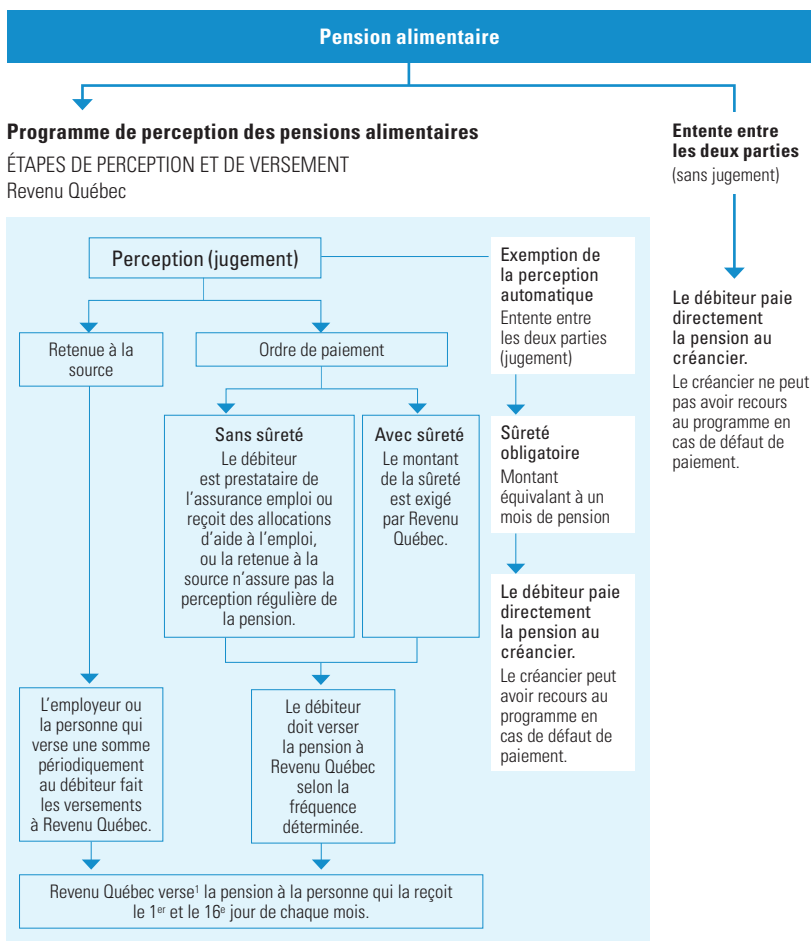 Pension alimentaire
Programme de perception des pensions alimentaires
ÉTAPES DE PERCEPTION ET DE VERSEMENT
Revenu Québec
Entente entre
les deux parties
(sans jugement)
Le débiteur paie
directement
la pension au
créancier.
Le créancier ne peut
pas avoir recours
au programme en
cas de défaut de
paiement.
Perception (jugement)
Exemption de
la perception
automatique
Entente entre
les deux parties
(jugement)
Retenue à la
source
Ordre de paiement
Sans sûreté
Le débiteur
est prestataire de
l'assurance emploi ou
reçoit des allocations
d'aide à l'emploi,
ou la retenue à la
source n'assure pas la
perception régulière de
la pension.
Avec sûreté
Le montant
de la sûreté
est exigé
par Revenu
Québec.
Sûreté
obligatoire
Montant
équivalant à un
mois de pension
Le débiteur paie
directement
la pension au
créancier.
Le créancier peut
avoir recours au
programme en
cas de défaut de
paiement.
L'employeur ou
la personne qui
verse une somme
périodiquement
au débiteur fait
les versements
à Revenu Québec.
Le débiteur
doit verser
la pension à
Revenu Québec
selon la
fréquence
déterminée.
Revenu Québec verse¹ la pension à la personne qui la reçoit
le 1er et le 16e jour de chaque mois.